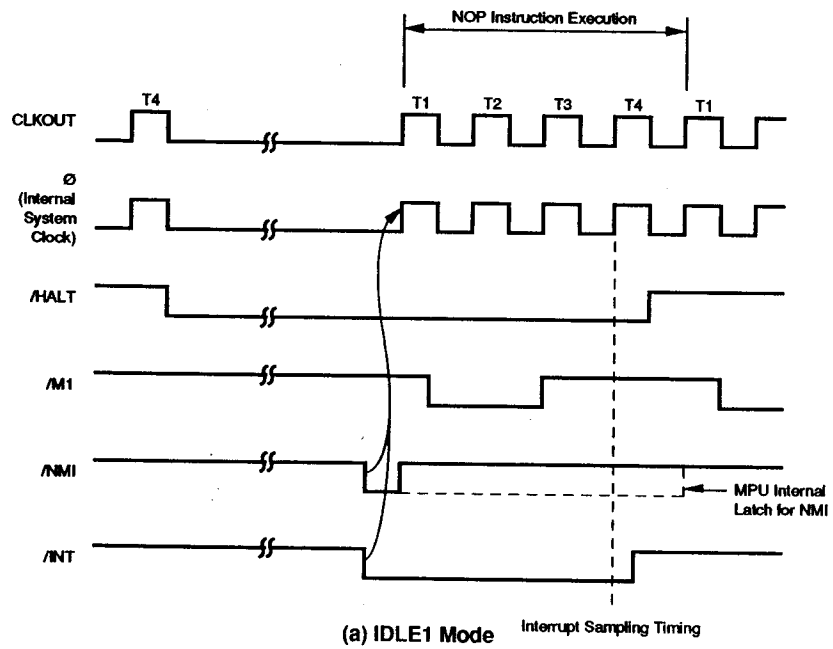 NOP Instruction Execution
T4
T1
T2
T3
T4
T1
CLKOUT
Ø
(Internal
System
Clock)
/HALT
/M1
/NMI
MPU Internal
Latch for NMI
/INT
(a) IDLE1 Mode
Interrupt Sampling Timing